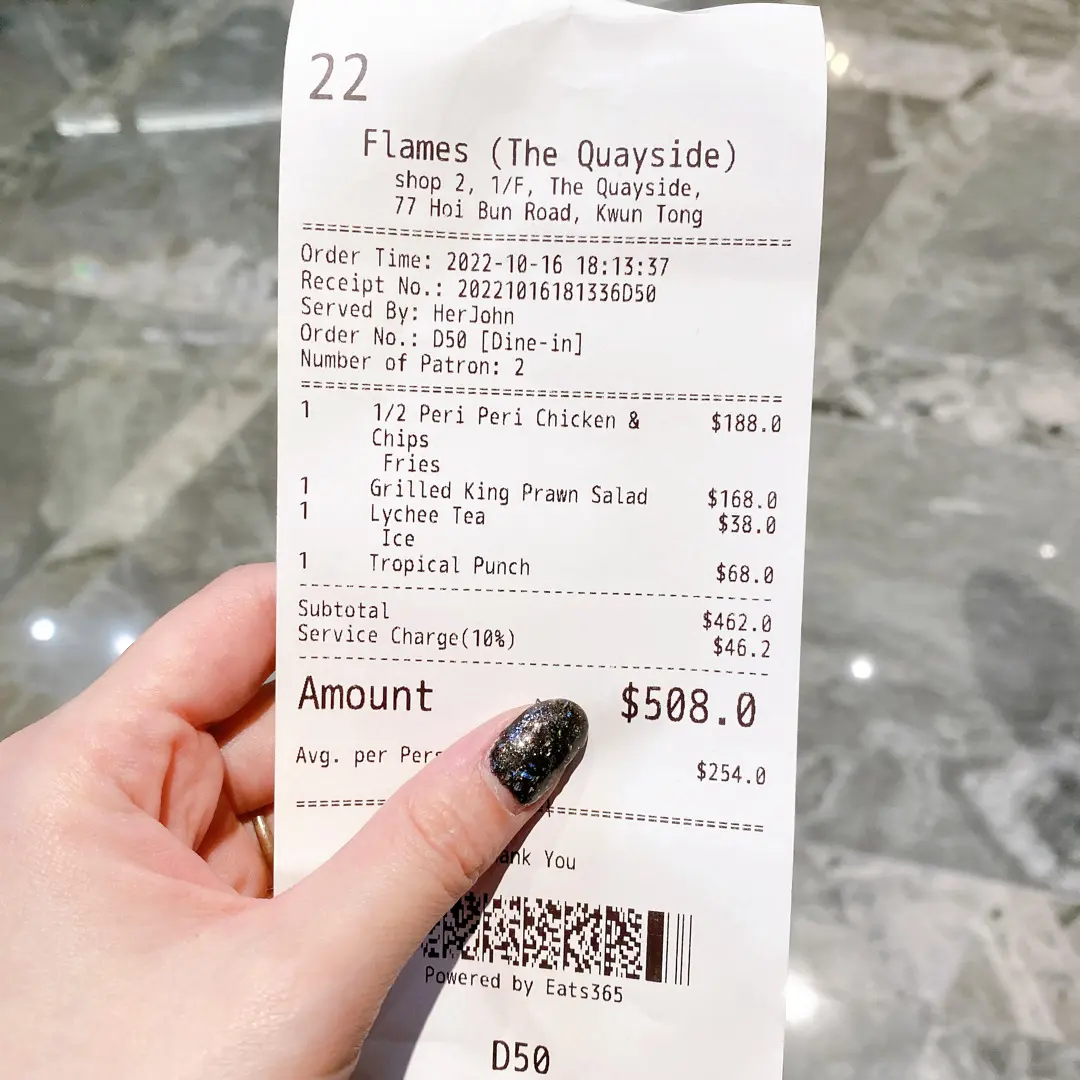 22
Flames (The Quayside)
shop 2, 1/F, The Quayside,
77 Hoi Bun Road, Kwun Tong
Order Time: 2022-10-16 18:13:37
Receipt No.: 20221016181336D50
Served By: HerJohn
Order No.: D50 [Dine-in]
Number of Patron: 2
1 1/2 Peri Peri Chicken & $188.0
Chips
Fries
1 Grilled King Prawn Salad $168.0
1 Lychee Tea $38.0
Ice
1 Tropical Punch $68.0
Subtotal $462.0
Service Charge(10%) $46.2
Amount $508.0
Avg. per $254.0
You
Powered by Eats365
D50